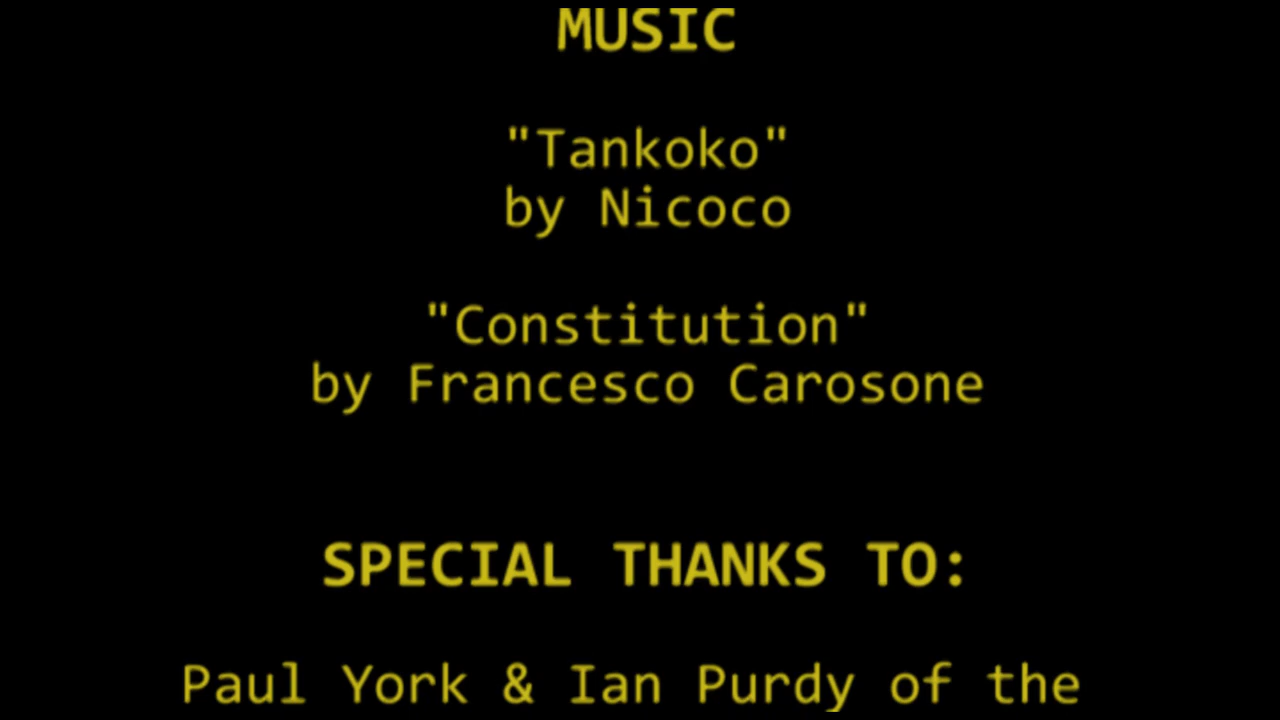 MUSIC
"Tankoko"
by Nicoco
"Constitution"
by Francesco Carosone
SPECIAL THANKS TO:
Paul York & Ian Purdy of the